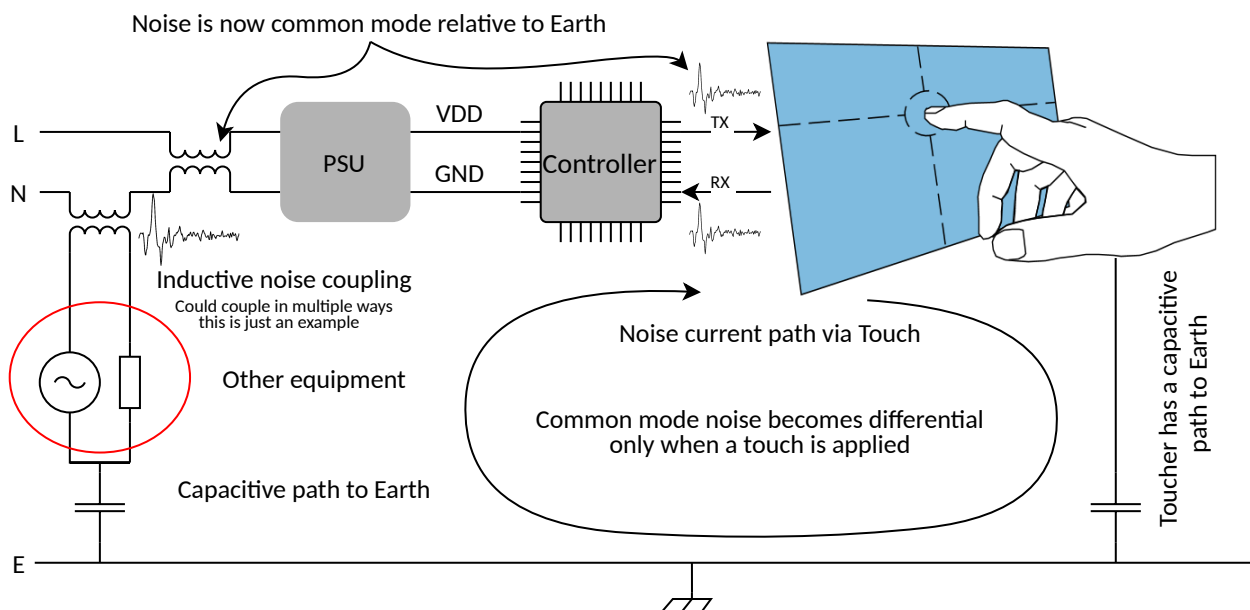 Noise is now common mode relative to Earth
L
N
E
PSU
VDD
GND
Controller
TX
RX
Inductive noise coupling
Could couple in multiple ways
this is just an example
Other equipment
Capacitive path to Earth
Noise current path via Touch
Common mode noise becomes differential
only when a touch is applied
Toucher has a capacitive
path to Earth